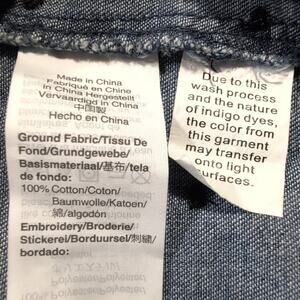 Made in China
Fabriqué en Chine
In China Hergestellt
Vervaardigd in China
中国製
Hecho en China
Ground Fabric/Tissu De
Fond/Grundgewebe/
Basismateriaal/基布/tela
de fondo:
100% Cotton/Coton/
Baumwolle/Katoen/
綿/algodón
Embroidery/Broderie/
Stickerei/Borduursel/刺繍/
bordado:
Due to this
wash process
and the nature
of indigo dyes,
the color from
this garment
may transfer
onto light
surfaces.